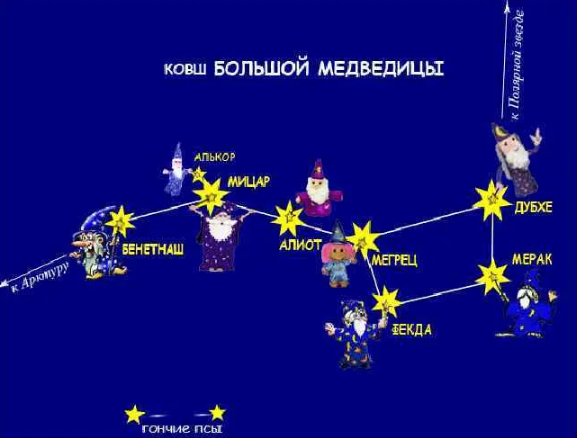 к Полярной звезде
КОВШ БОЛЬШОЙ МЕДВЕДИЦЫ
АЛЬКОР
МИЦАР
ДУБХЕ
БЕНЕТНАШ
АЛИОТ
МЕГРЕЦ
МЕРАК
к Арктуру
ФЕКДА
ГОНЧИЕ ПСЫ